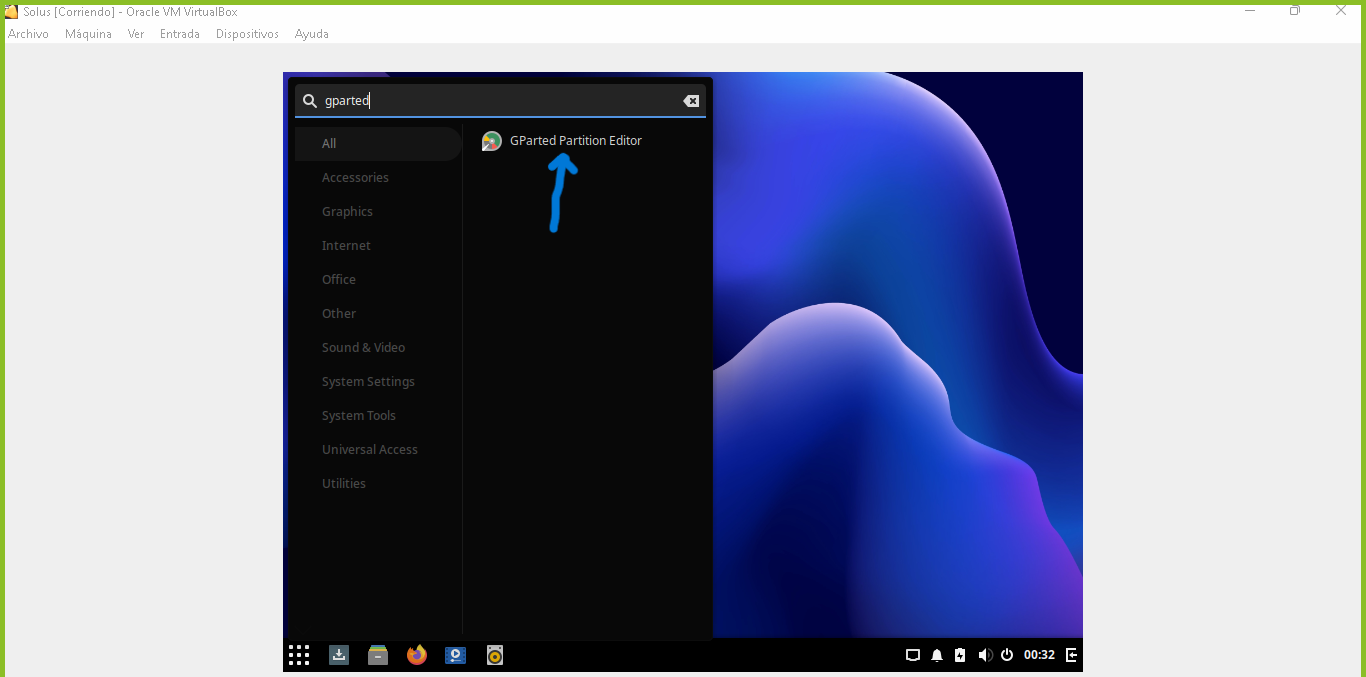 Solus [Corriendo] - Oracle VM VirtualBox
Archivo Máquina Ver Entrada Dispositivos Ayuda
gparted
All
GParted Partition Editor
Accessories
Graphics
Internet
Office
Other
Sound & Video
System Settings
System Tools
Universal Access
Utilities
00:32